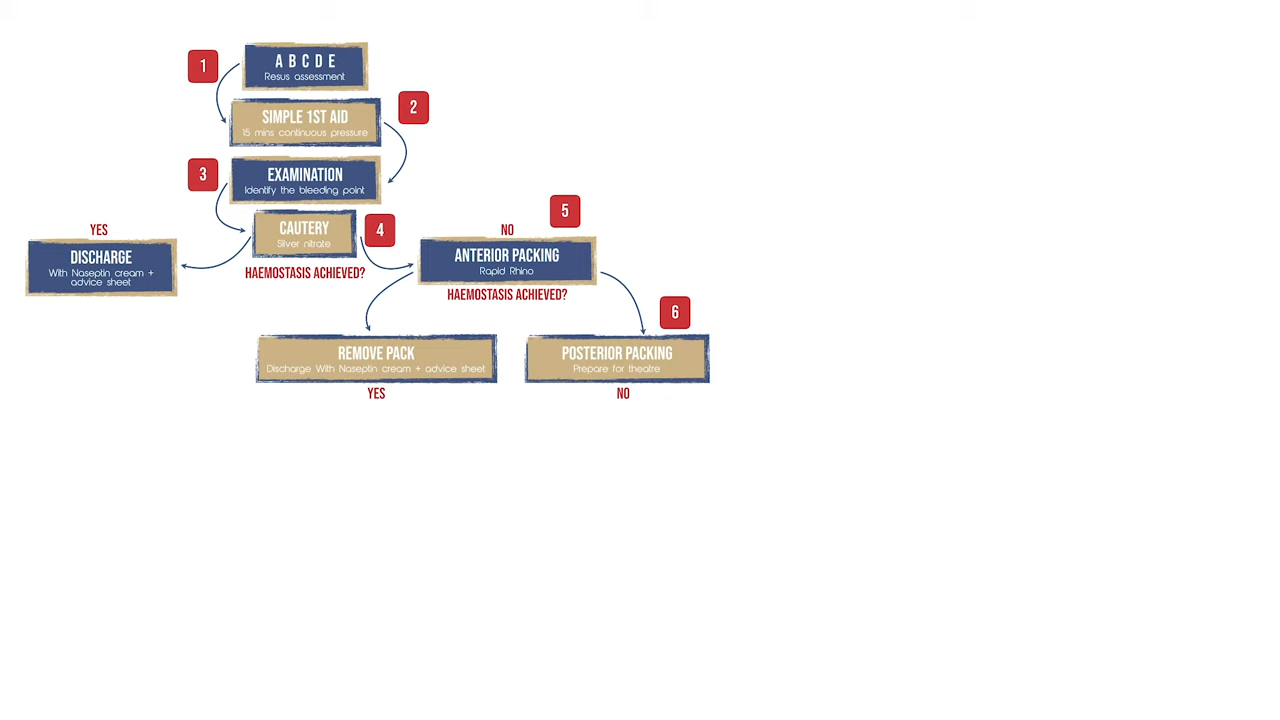 1
A B C D E
Resus assessment
2
SIMPLE 1ST AID
15 mins continuous pressure
3
EXAMINATION
Identify the bleeding point
4
CAUTERY
Silver nitrate
HAEMOSTASIS ACHIEVED?
YES
DISCHARGE
With Naseptin cream +
advice sheet
5
NO
ANTERIOR PACKING
Rapid Rhino
HAEMOSTASIS ACHIEVED?
REMOVE PACK
Discharge With Naseptin cream + advice sheet
YES
6
POSTERIOR PACKING
Prepare for theatre
NO